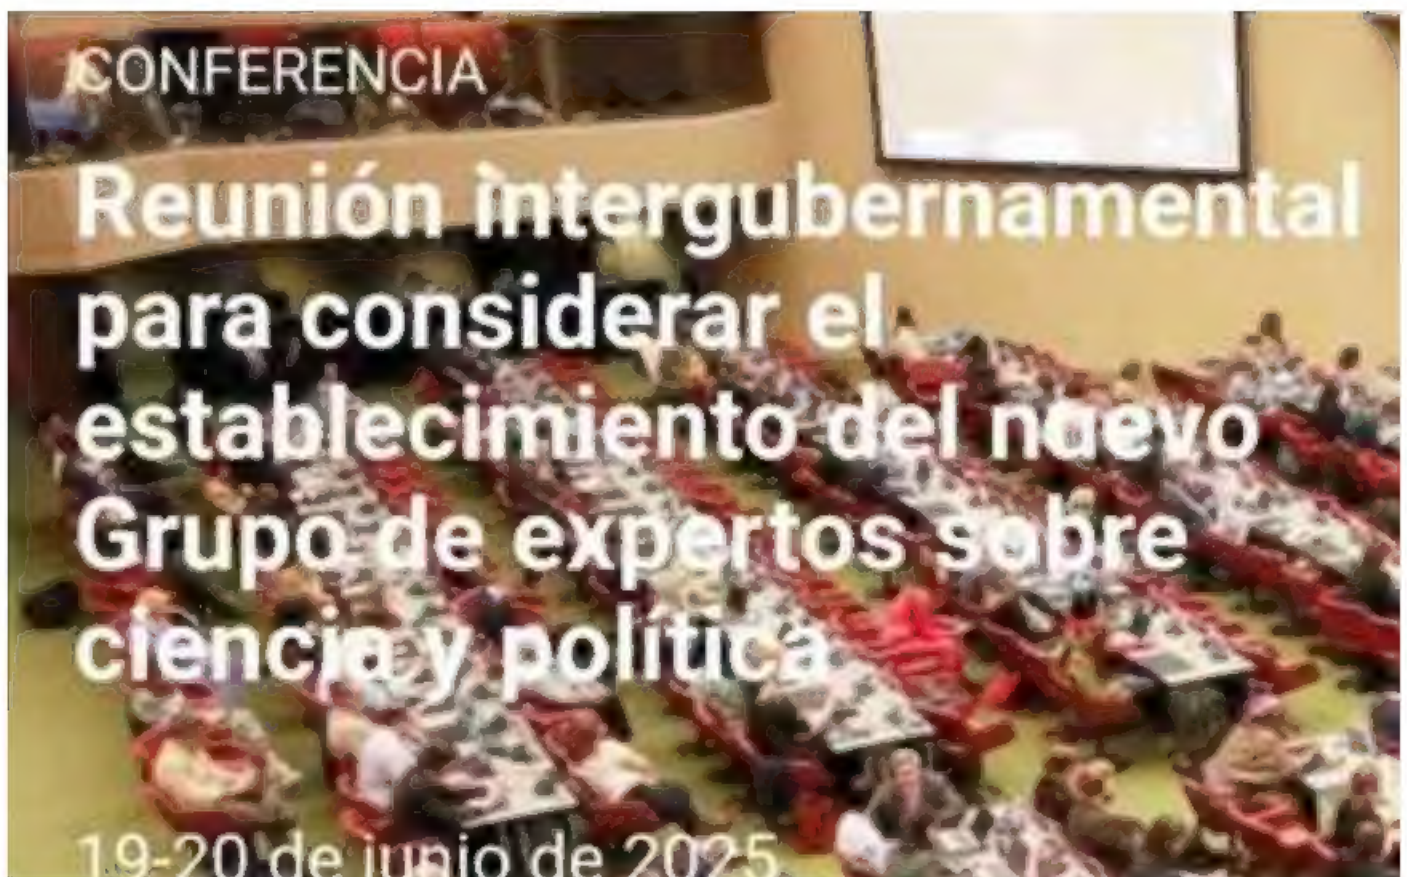 CONFERENCIA
Reunión intergubernamental
para considerar el
establecimiento del nuevo
Grupo de expertos sobre
ciencia y política
19-20 de junio de 2025